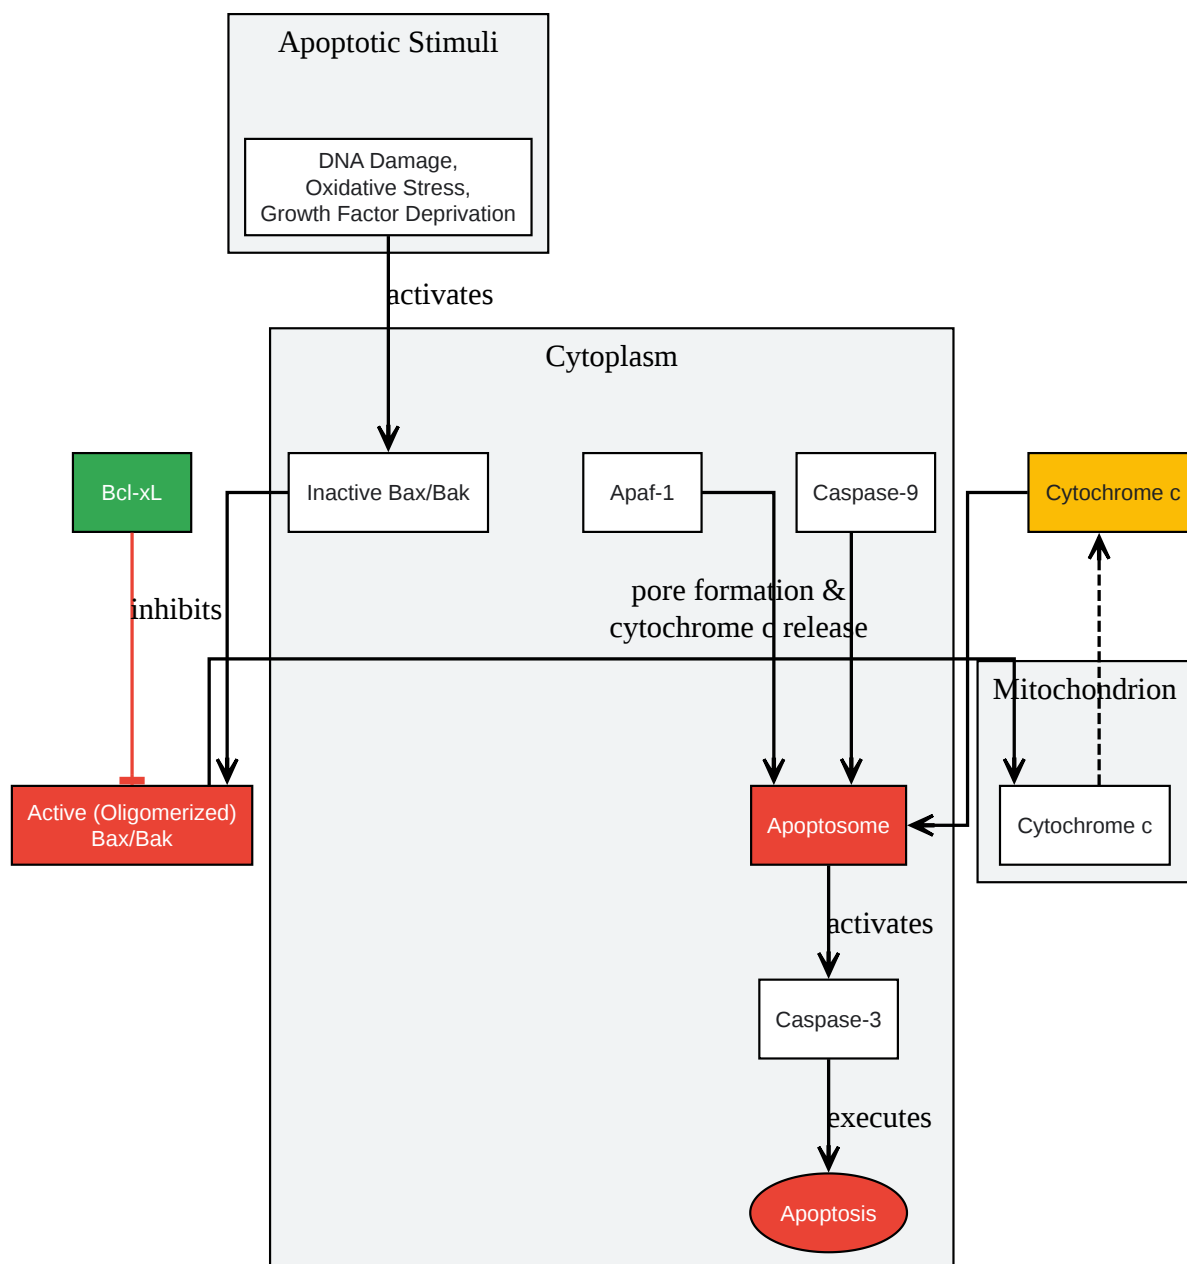 Apoptotic Stimuli
DNA Damage,
Oxidative Stress,
Growth Factor Deprivation
activates
Cytoplasm
Bcl-xL
Inactive Bax/Bak
Apaf-1
Caspase-9
Cytochrome c
inhibits
pore formation &
cytochrome c release
Mitochondrion
Active (Oligomerized)
Bax/Bak
Apoptosome
Cytochrome c
activates
Caspase-3
executes
Apoptosis